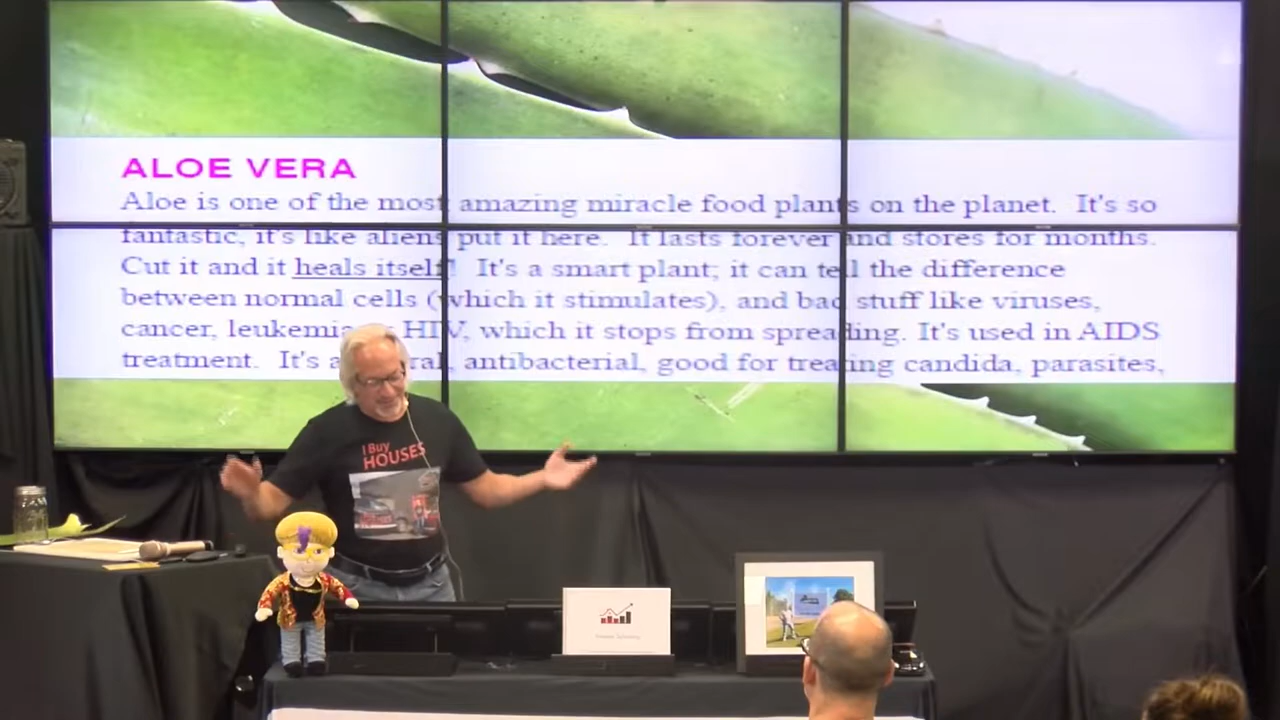 ALOE VERA
Aloe is one of the most amazing miracle food plants on the planet. It's so
fantastic, it's like aliens put it here. It lasts forever and stores for months.
Cut it and it heals itself! It's a smart plant; it can tell the difference
between normal cells (which it stimulates), and bad stuff like viruses,
cancer, leukemia HIV, which it stops from spreading. It's used in AIDS
treatment. It's a ral, antibacterial, good for treating candida, parasites,
I Buy
HOUSES